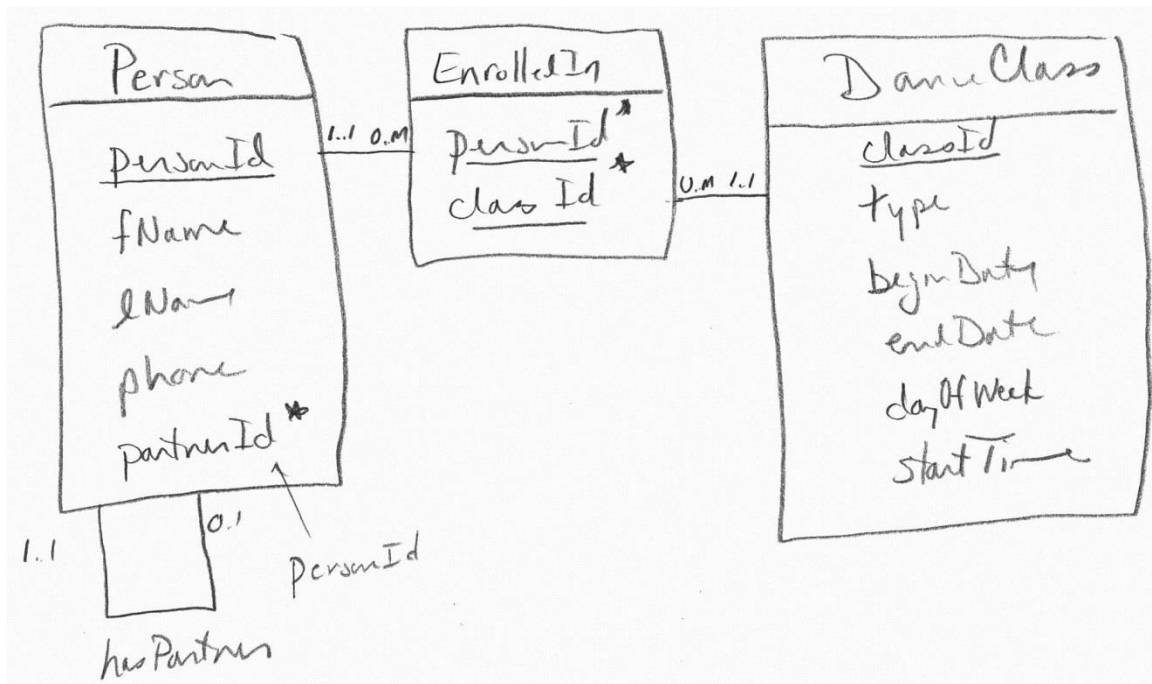 Person
personId
fName
lName
phone
partnerId*
1..1
0.1
personId
hasPartner
1..1 0.M
EnrolledIn
personId*
classId*
0.M 1..1
DanceClass
classId
type
beginDate
endDate
dayOfWeek
startTime